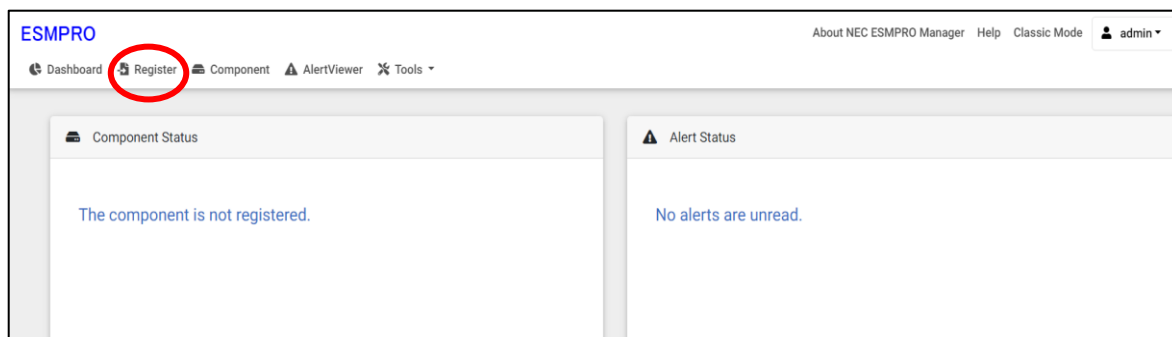 ESMPRO
About NEC ESMPRO Manager Help Classic Mode admin
Dashboard Register Component AlertViewer Tools
Component Status
Alert Status
The component is not registered.
No alerts are unread.